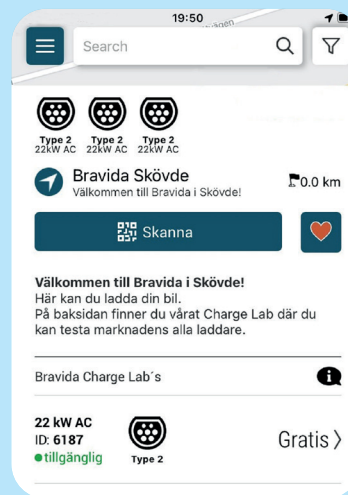 19:50
Search
Type 2 Type 2 Type 2
22kW AC 22kW AC 22kW AC
Bravida Skövde
0.0 km
Välkommen till Bravida i Skövde!
Skanna
Välkommen till Bravida i Skövde!
Här kan du ladda din bil.
På baksidan finner du vårat Charge Lab där du
kan testa marknadens alla laddare.
Bravida Charge Lab´s
22 kW AC
ID: 6187
tillgänglig
Type 2
Gratis